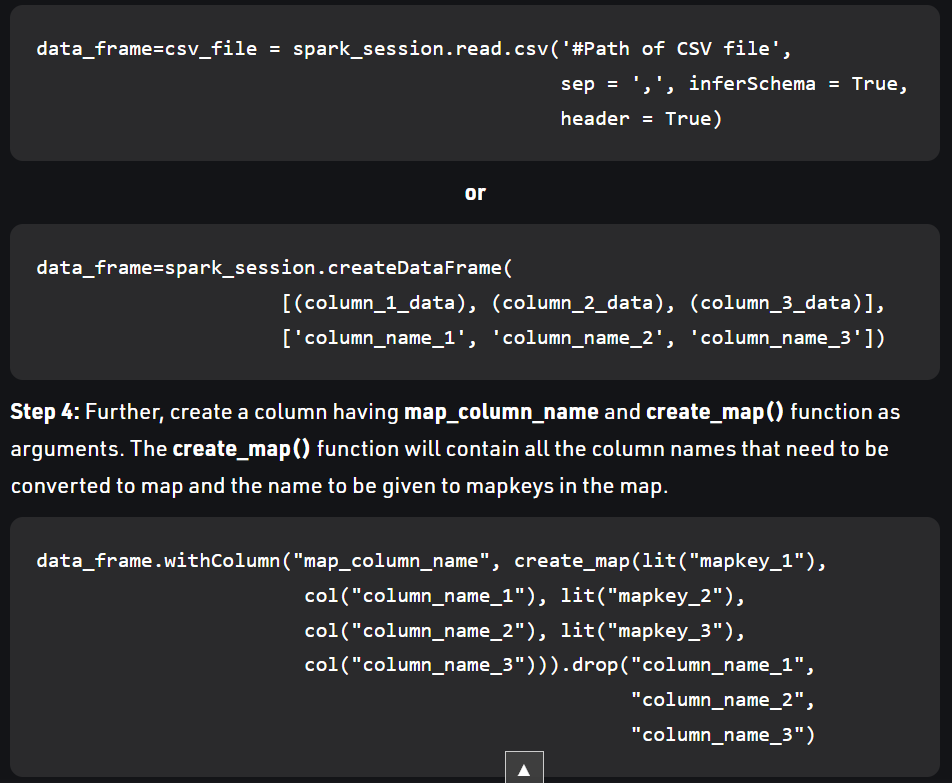 data_frame=csv_file = spark_session.read.csv('#Path of CSV file',
sep = ',', inferSchema = True,
header = True)
or
data_frame=spark_session.createDataFrame(
[(column_1_data), (column_2_data), (column_3_data)],
['column_name_1', 'column_name_2', 'column_name_3'])
Step 4: Further, create a column having map_column_name and create_map() function as
arguments. The create_map() function will contain all the column names that need to be
converted to map and the name to be given to mapkeys in the map.
data_frame.withColumn("map_column_name", create_map(lit("mapkey_1"),
col("column_name_1"), lit("mapkey_2"),
col("column_name_2"), lit("mapkey_3"),
col("column_name_3"))).drop("column_name_1",
"column_name_2",
"column_name_3")